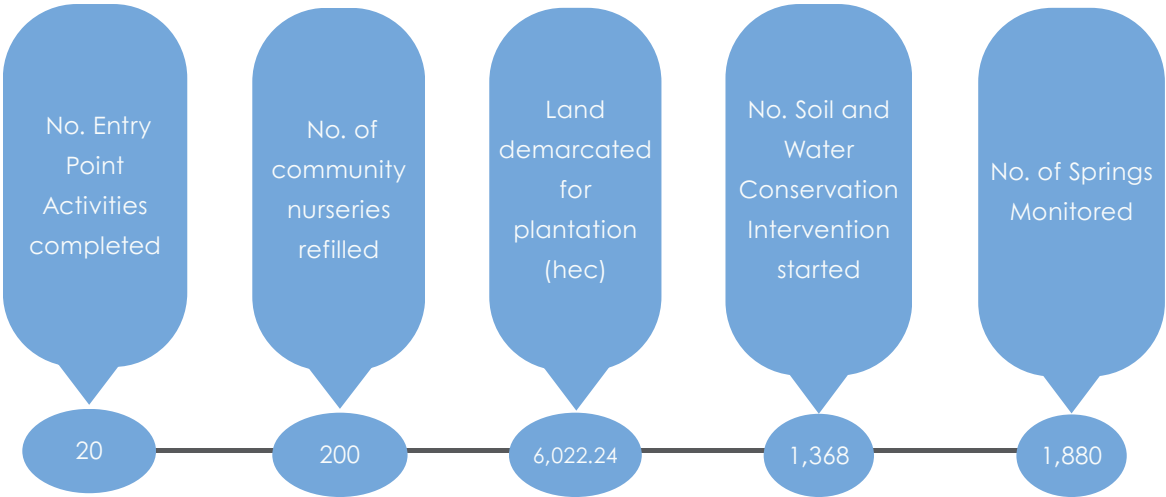 No. Entry
Point
Activities
completed
20
No. of
community
nurseries
refilled
200
Land
demarcated
for
plantation
(hec)
6,022.24
No. Soil and
Water
Conservation
Intervention
started
1,368
No. of Springs
Monitored
1,880